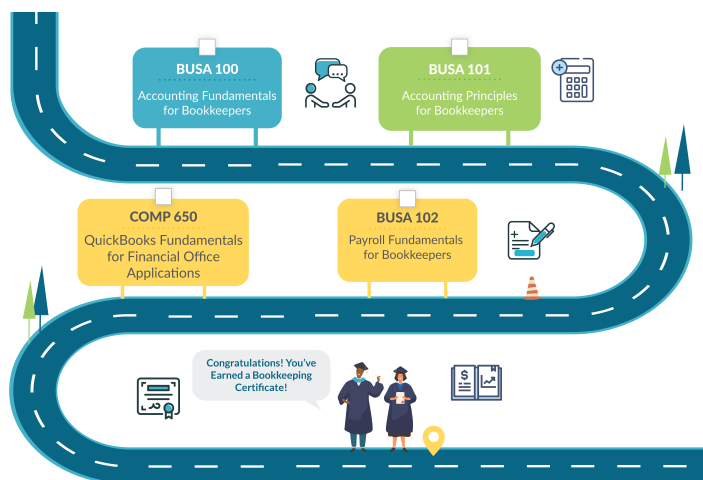 BUSA 100
Accounting Fundamentals
for Bookkeepers
BUSA 101
Accounting Principles
for Bookkeepers
COMP 650
QuickBooks Fundamentals
for Financial Office
Applications
BUSA 102
Payroll Fundamentals
for Bookkeepers
Congratulations! You've
Earned a Bookkeeping
Certificate!